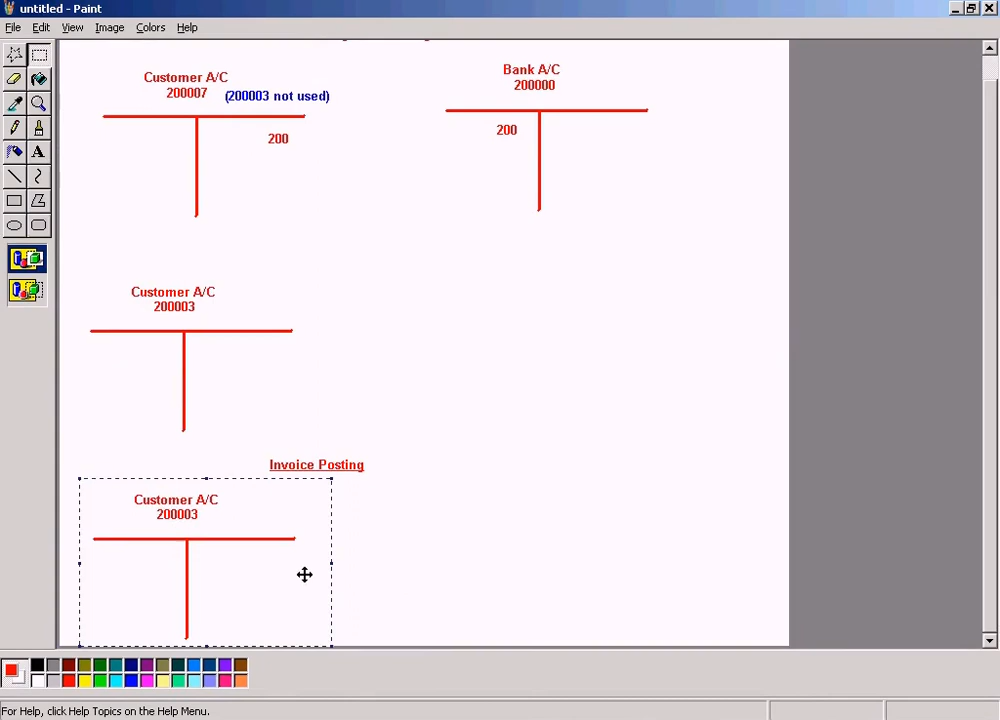 untitled - Paint
File Edit View Image Colors Help
Customer A/C
200007 (200003 not used)
200
Bank A/C
200000
200
Customer A/C
200003
Invoice Posting
Customer A/C
200003
For Help, click Help Topics on the Help Menu.